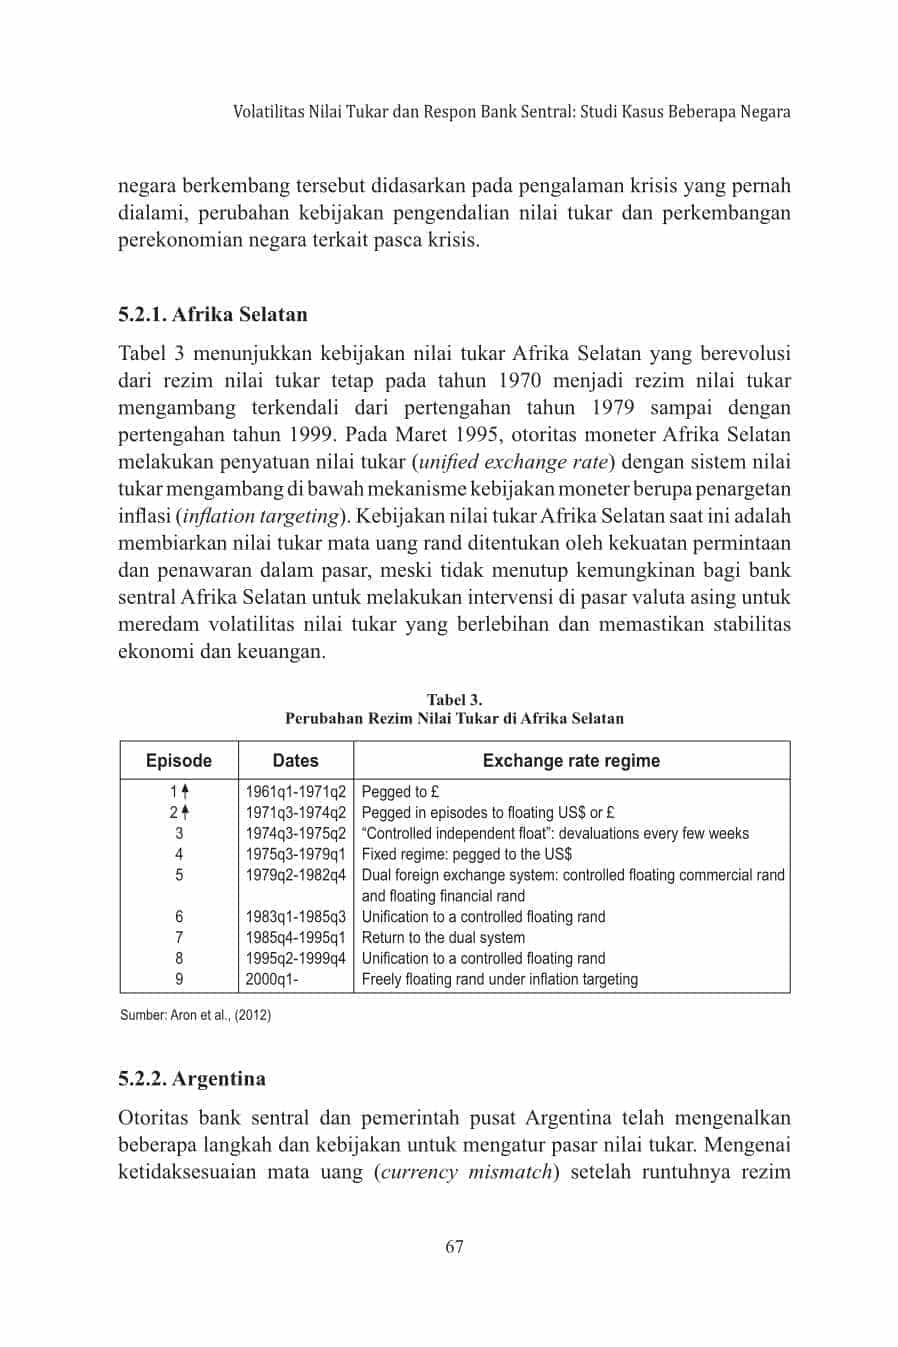 Volatilitas Nilai Tukar dan Respon Bank Sentral: Studi Kasus Beberapa Negara
negara berkembang tersebut didasarkan pada pengalaman krisis yang pernah
dialami, perubahan kebijakan pengendalian nilai tukar dan perkembangan
perekonomian negara terkait pasca krisis.
5.2.1. Afrika Selatan
Tabel 3 menunjukkan kebijakan nilai tukar Afrika Selatan yang berevolusi
dari rezim nilai tukar tetap pada tahun 1970 menjadi rezim nilai tukar
mengambang terkendali dari pertengahan tahun 1979 sampai dengan
pertengahan tahun 1999. Pada Maret 1995, otoritas moneter Afrika Selatan
melakukan penyatuan nilai tukar (unified exchange rate) dengan sistem nilai
tukar mengambang di bawah mekanisme kebijakan moneter berupa penargetan
inflasi (inflation targeting). Kebijakan nilai tukar Afrika Selatan saat ini adalah
membiarkan nilai tukar mata uang rand ditentukan oleh kekuatan permintaan
dan penawaran dalam pasar, meski tidak menutup kemungkinan bagi bank
sentral Afrika Selatan untuk melakukan intervensi di pasar valuta asing untuk
meredam volatilitas nilai tukar yang berlebihan dan memastikan stabilitas
ekonomi dan keuangan.
Tabel 3.
Perubahan Rezim Nilai Tukar di Afrika Selatan
Episode Dates Exchange rate regime
1 1961q1-1971q2 Pegged to £
2 1971q3-1974q2 Pegged in episodes to floating US$ or £
3 1974q3-1975q2 “Controlled independent float”: devaluations every few weeks
4 1975q3-1979q1 Fixed regime: pegged to the US$
5 1979q2-1982q4 Dual foreign exchange system: controlled floating commercial rand
and floating financial rand
6 1983q1-1985q3 Unification to a controlled floating rand
7 1985q4-1995q1 Return to the dual system
8 1995q2-1999q4 Unification to a controlled floating rand
9 2000q1- Freely floating rand under inflation targeting
Sumber: Aron et al., (2012)
5.2.2. Argentina
Otoritas bank sentral dan pemerintah pusat Argentina telah mengenalkan
beberapa langkah dan kebijakan untuk mengatur pasar nilai tukar. Mengenai
ketidaksesuaian mata uang (currency mismatch) setelah runtuhnya rezim
67